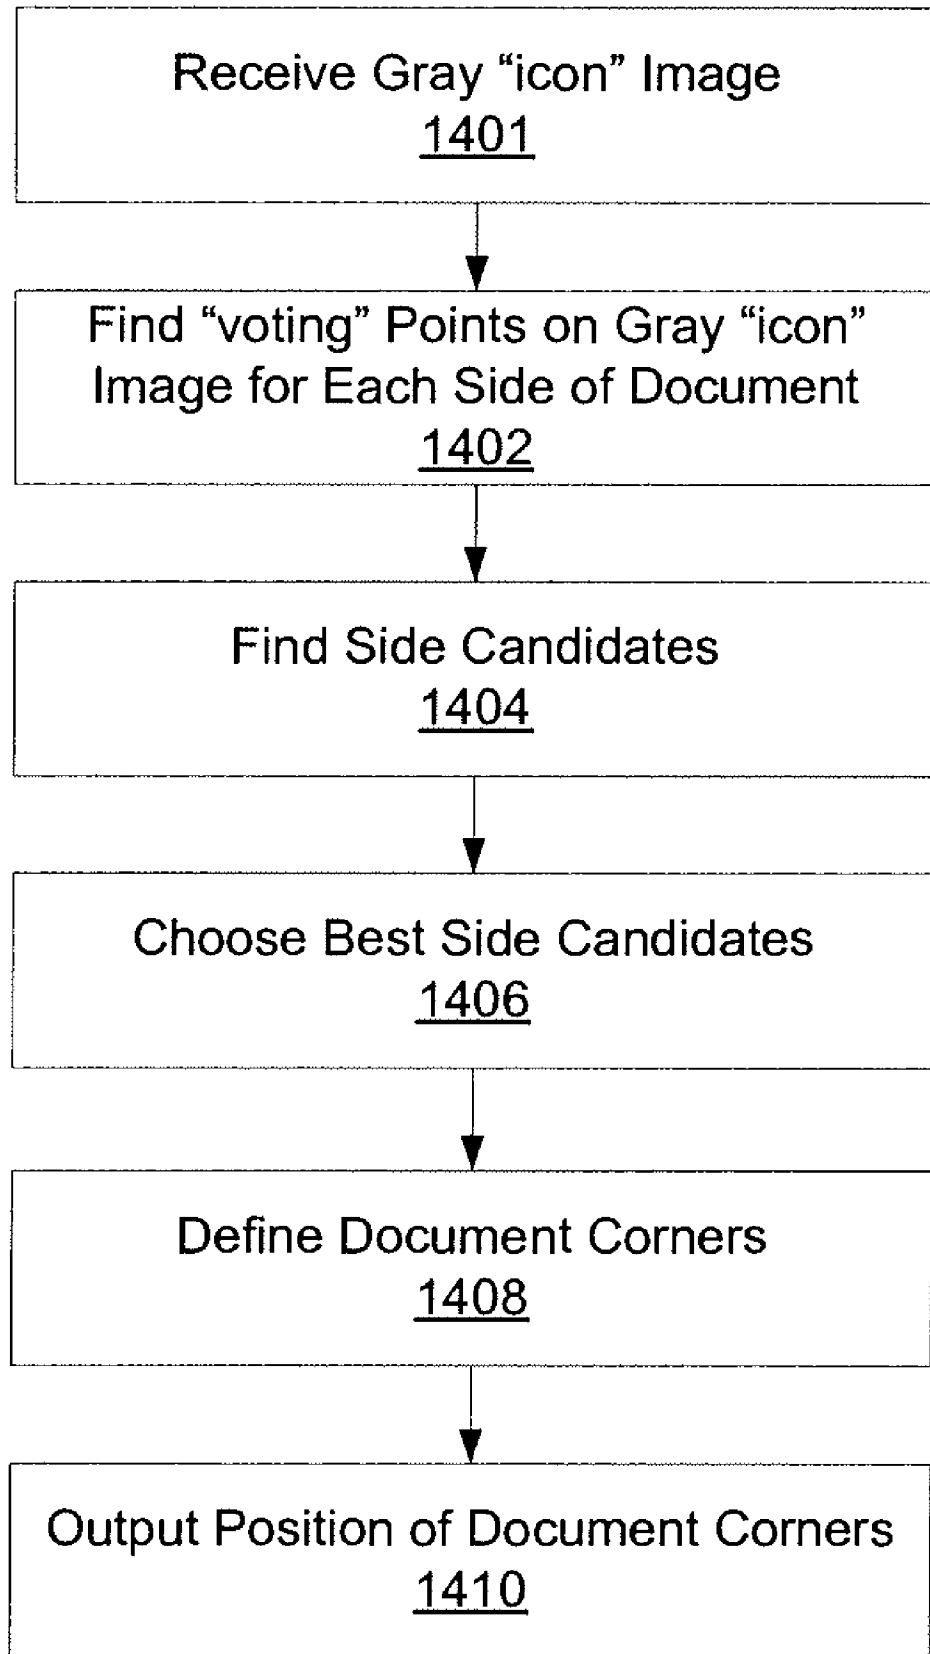 Receive Gray “icon” Image
1401
Find “voting” Points on Gray “icon”
Image for Each Side of Document
1402
Find Side Candidates
1404
Choose Best Side Candidates
1406
Define Document Corners
1408
Output Position of Document Corners
1410